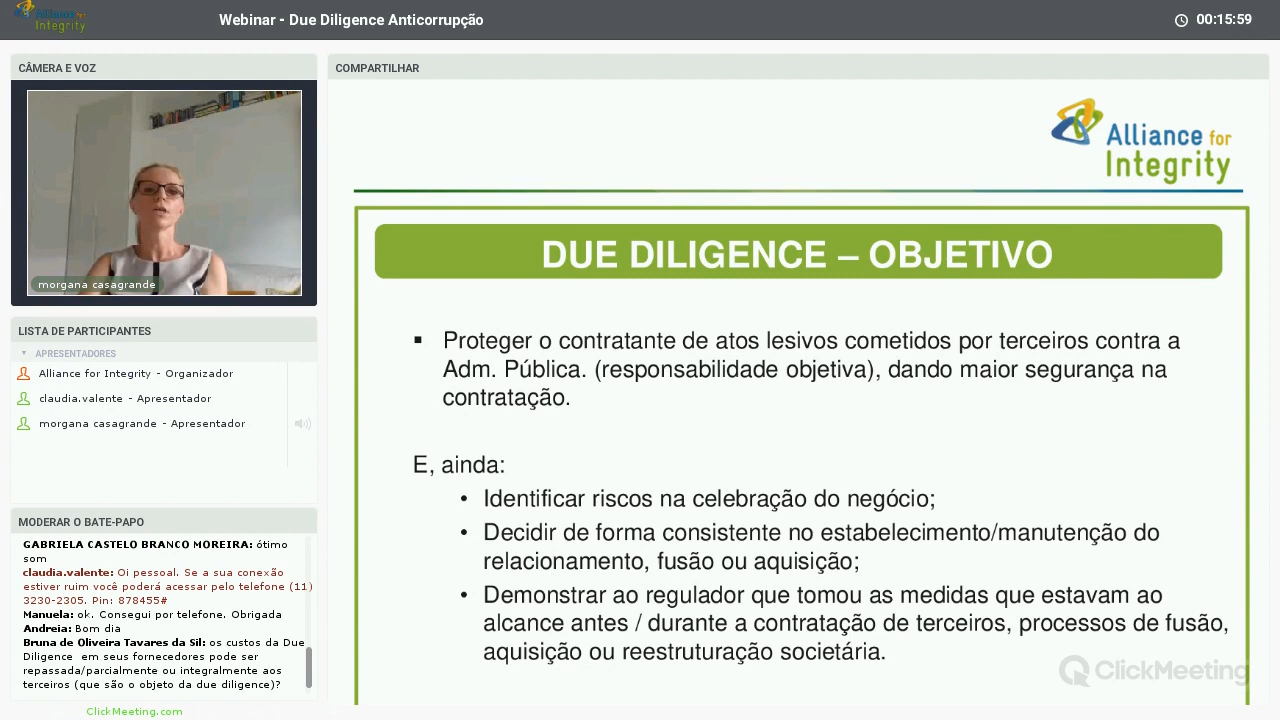 Alliance for
Integrity
Webinar - Due Diligence Anticorrupção
00:15:59
CÂMERA E VOZ
morgana casagrande
LISTA DE PARTICIPANTES
APRESENTADORES
Alliance for Integrity - Organizador
claudia.valente - Apresentador
morgana casagrande - Apresentador
MODERAR O BATE-PAPO
GABRIELA CASTELO BRANCO MOREIRA: ótimo
som
claudia.valente: Oi pessoal. Se a sua conexão
estiver ruim você poderá acessar pelo telefone (11)
3230-2305. Pin: 878455#
Manuela: ok. Consegui por telefone. Obrigada
Andreia: Bom dia
Bruna de Oliveira Tavares da Sil: os custos da Due
Diligence em seus fornecedores pode ser
repassada/parcialmente ou integralmente aos
terceiros (que são o objeto da due diligence)?
ClickMeeting.com
COMPARTILHAR
Alliance for
Integrity
DUE DILIGENCE – OBJETIVO
▪ Proteger o contratante de atos lesivos cometidos por terceiros contra a
Adm. Pública. (responsabilidade objetiva), dando maior segurança na
contratação.
E, ainda:
• Identificar riscos na celebração do negócio;
• Decidir de forma consistente no estabelecimento/manutenção do
relacionamento, fusão ou aquisição;
• Demonstrar ao regulador que tomou as medidas que estavam ao
alcance antes / durante a contratação de terceiros, processos de fusão,
aquisição ou reestruturação societária.
ClickMeeting